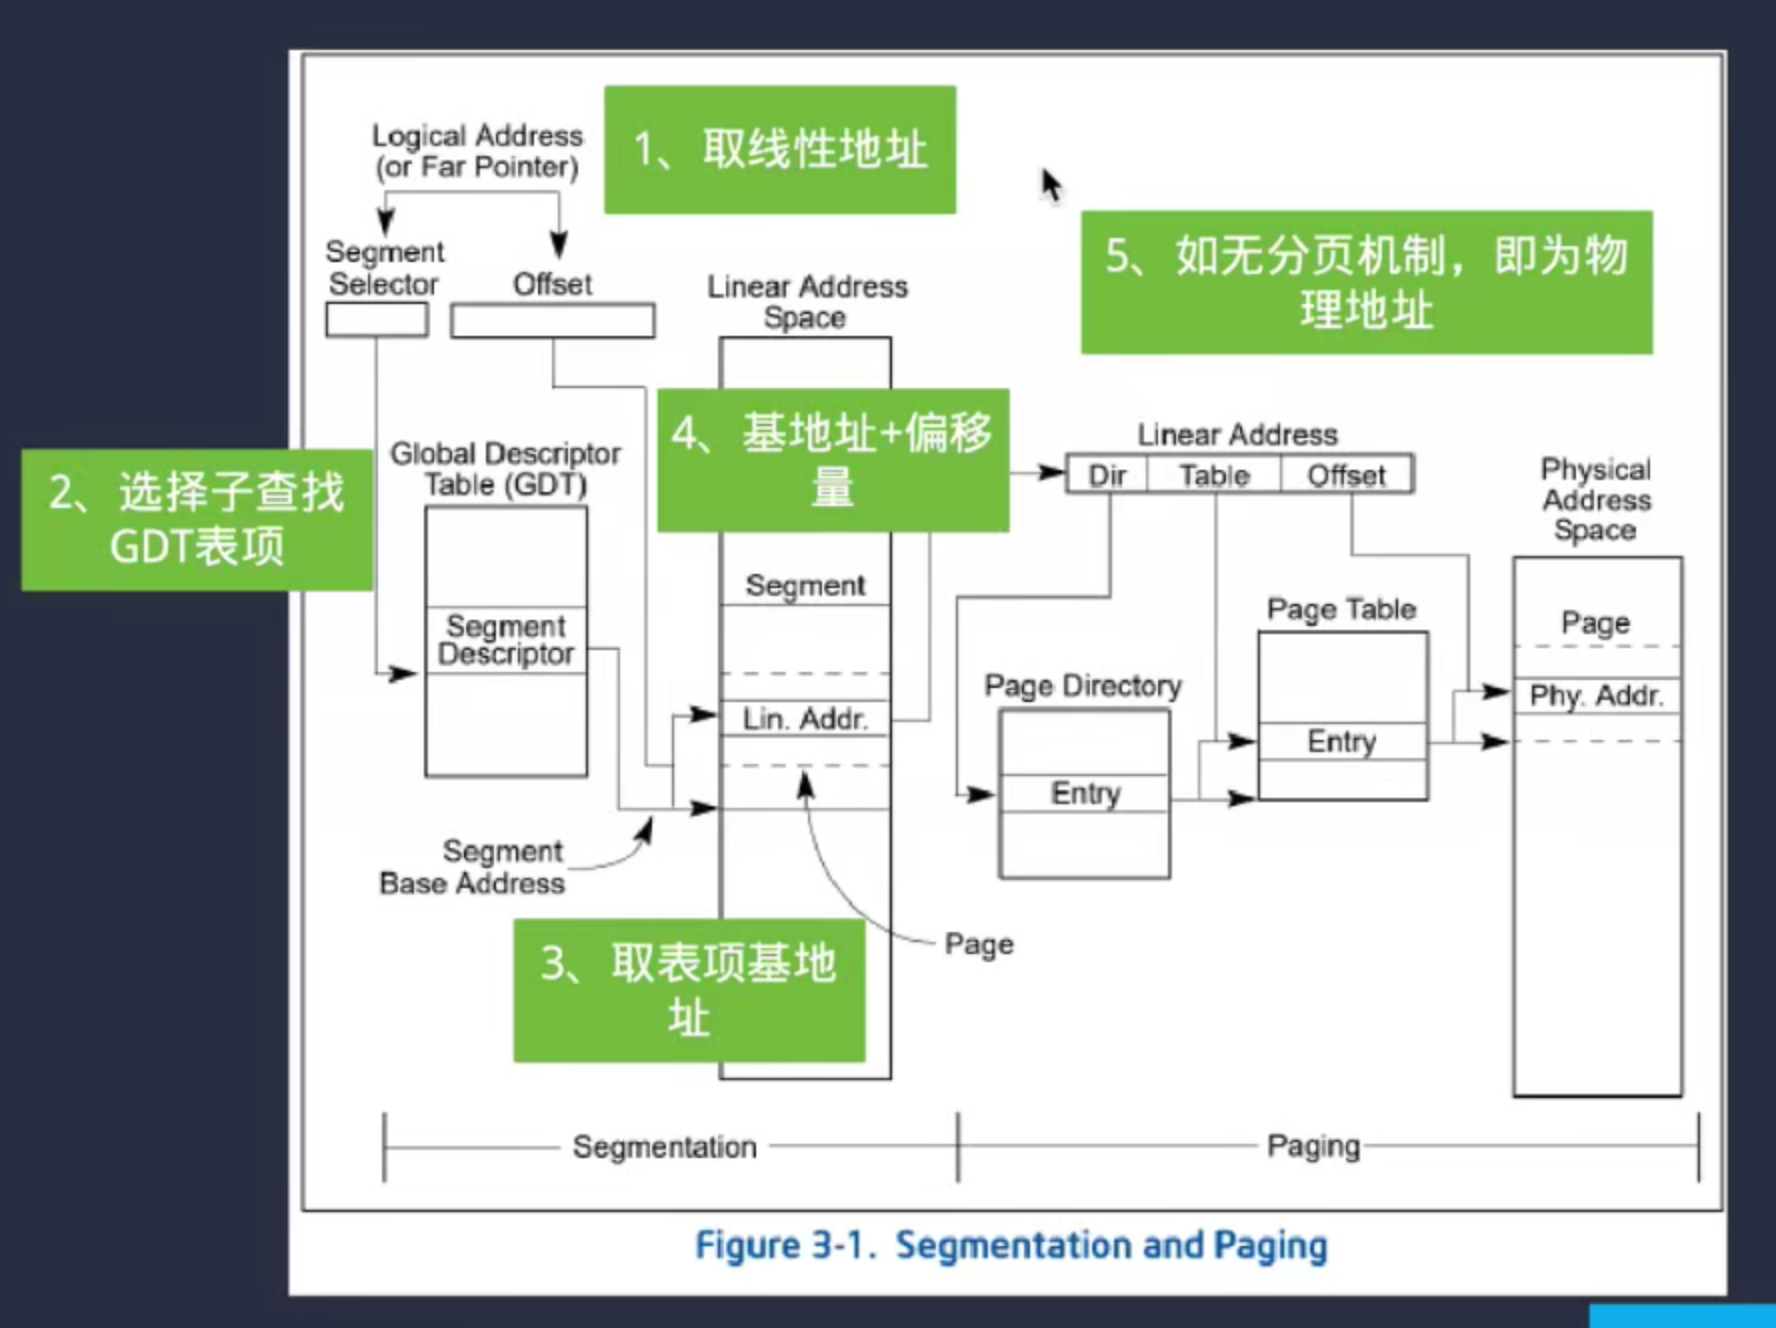 Logical Address
(or Far Pointer)
1、取线性地址
5、如无分页机制，即为物
理地址
Segment
Selector
Offset
Linear Address
Space
4、基地址+偏移
量
Global Descriptor
Table (GDT)
2、选择子查找
GDT表项
Linear Address
Dir
Table
Offset
Physical
Address
Space
Segment
Segment
Descriptor
Page Table
Page
Page Directory
Lin. Addr.
Phy. Addr.
Entry
Entry
Segment
Base Address
Page
3、取表项基地
址
Segmentation
Paging
Figure 3-1. Segmentation and Paging